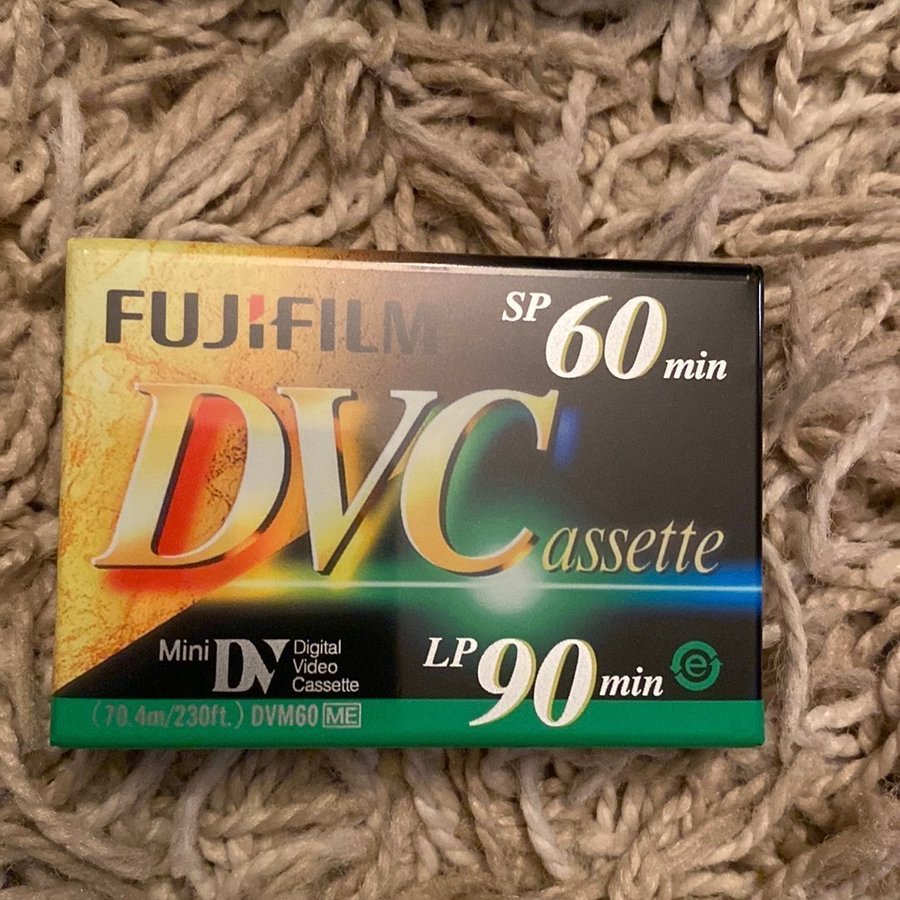 FUJIFILM
SP 60 min
DVCassette
Mini DV Digital
Video
Cassette
LP 90 min
e
(70.4m/230ft.) DVM60 ME